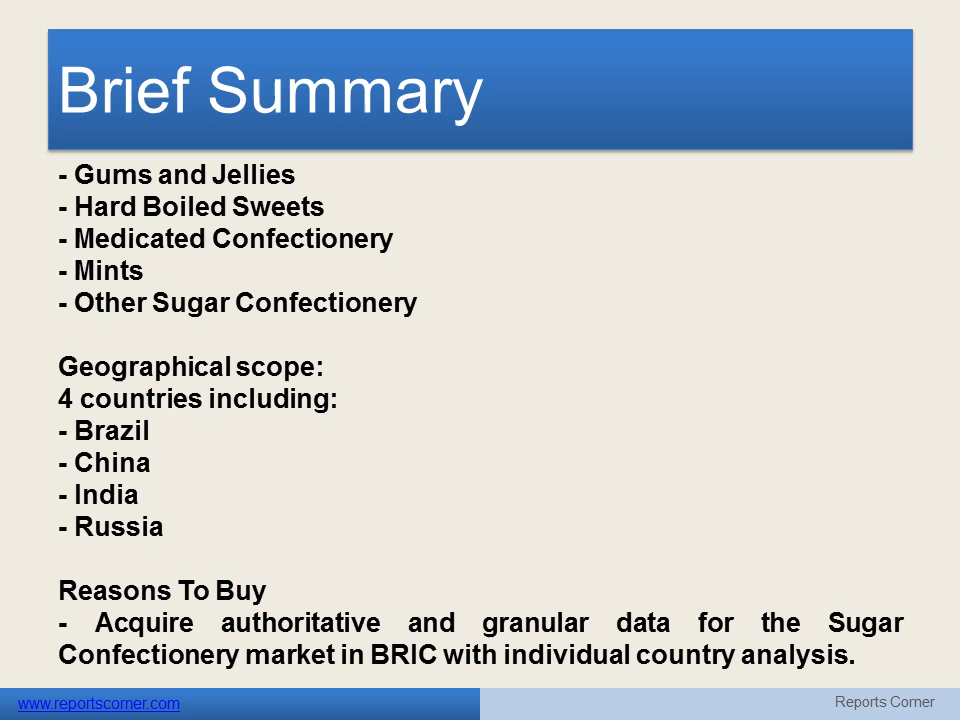 Brief Summary
- Gums and Jellies
- Hard Boiled Sweets
- Medicated Confectionery
- Mints
- Other Sugar Confectionery
Geographical scope:
4 countries including:
- Brazil
- China
- India
- Russia
Reasons To Buy
- Acquire authoritative and granular data for the Sugar
Confectionery market in BRIC with individual country analysis.
www.reportscorner.com
Reports Corner